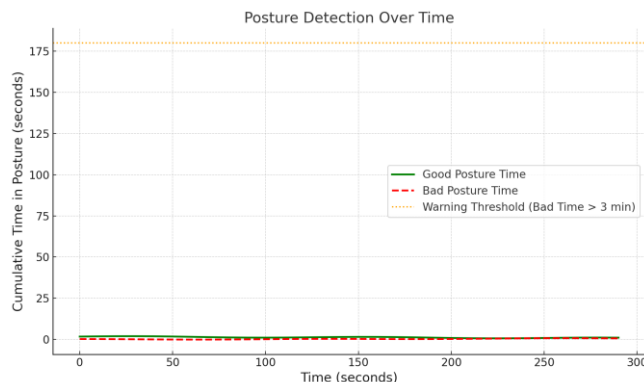 Posture Detection Over Time
Cumulative Time in Posture (seconds)
175
150
125
100
75
50
25
0
Good Posture Time
Bad Posture Time
Warning Threshold (Bad Time > 3 min)
0 50 100 150 200 250 300
Time (seconds)